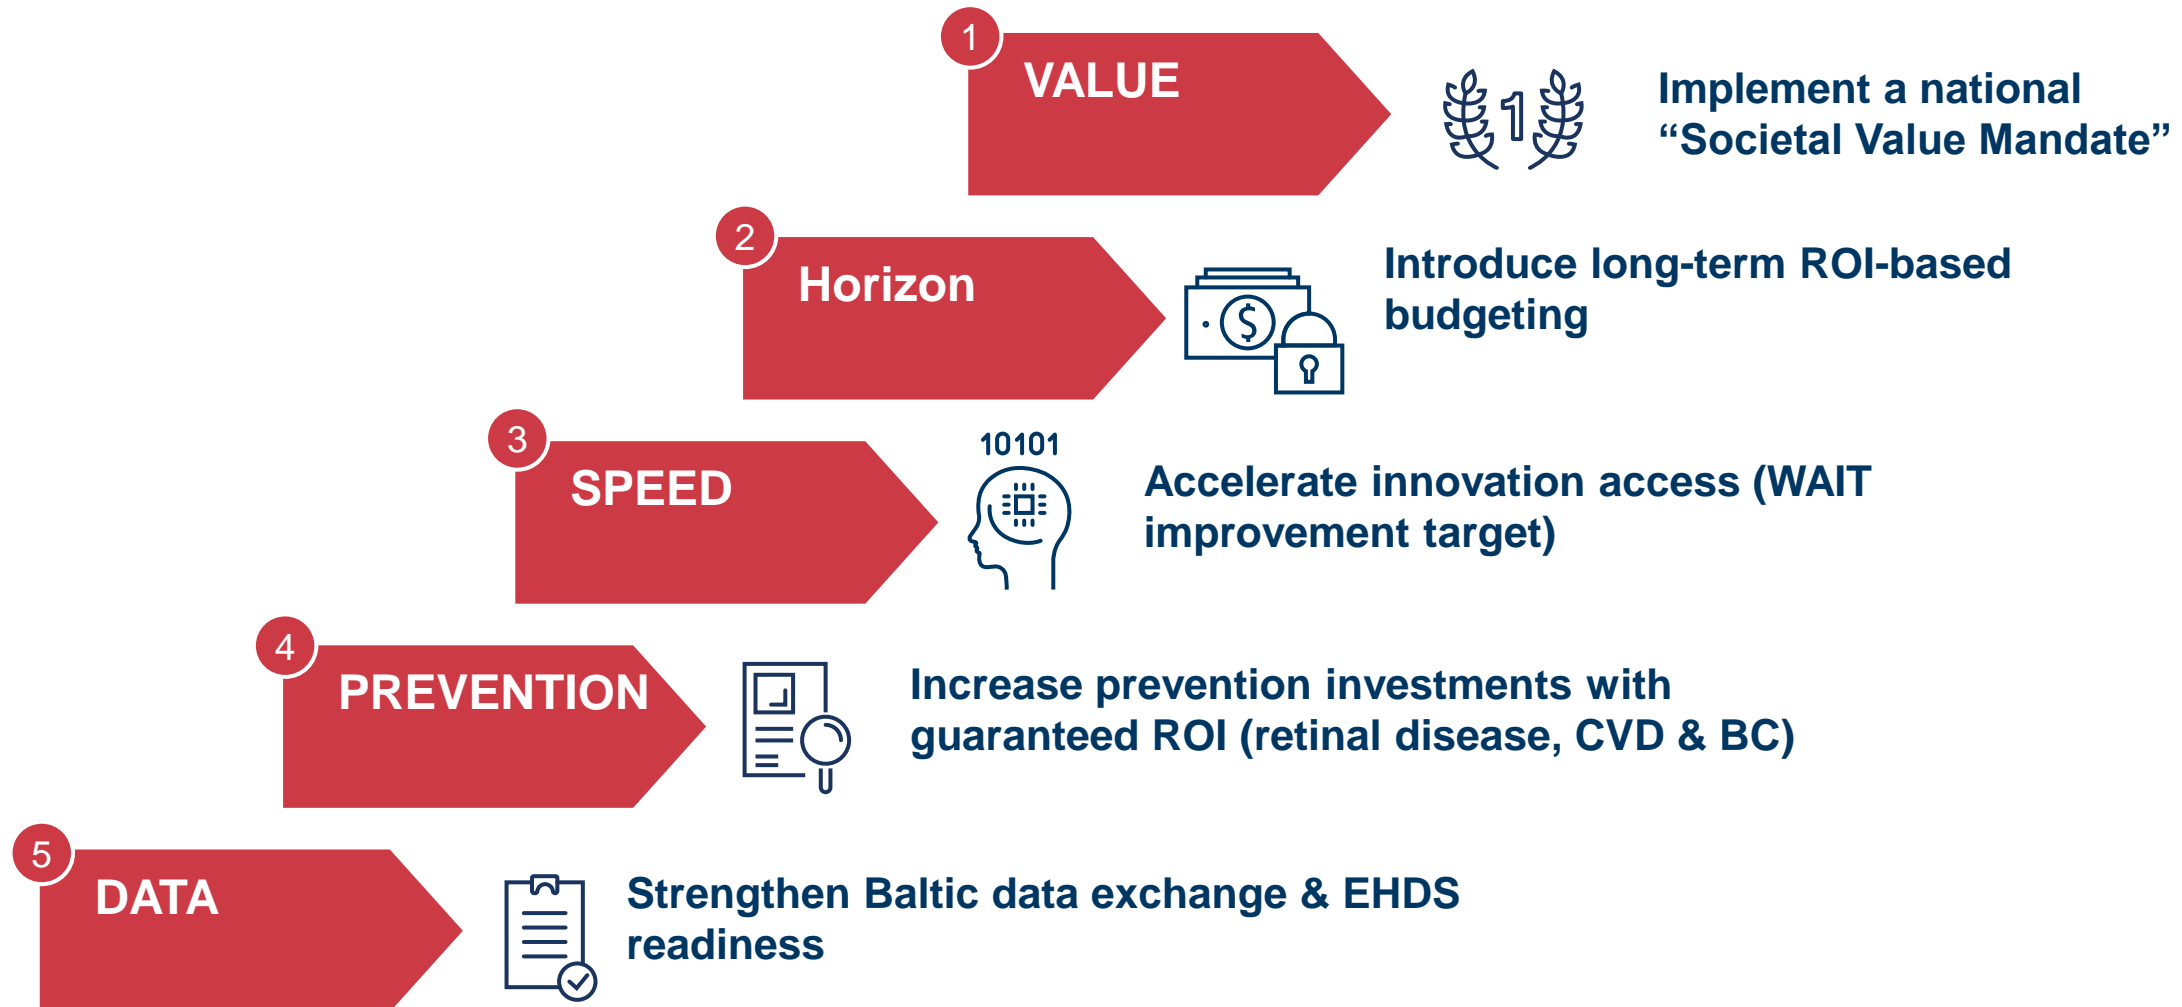 1
VALUE
1
Implement a national
“Societal Value Mandate”
2
Horizon
$
Introduce long-term ROI-based
budgeting
3
SPEED
10101
Accelerate innovation access (WAIT
improvement target)
4
PREVENTION
Increase prevention investments with
guaranteed ROI (retinal disease, CVD & BC)
5
DATA
Strengthen Baltic data exchange & EHDS
readiness